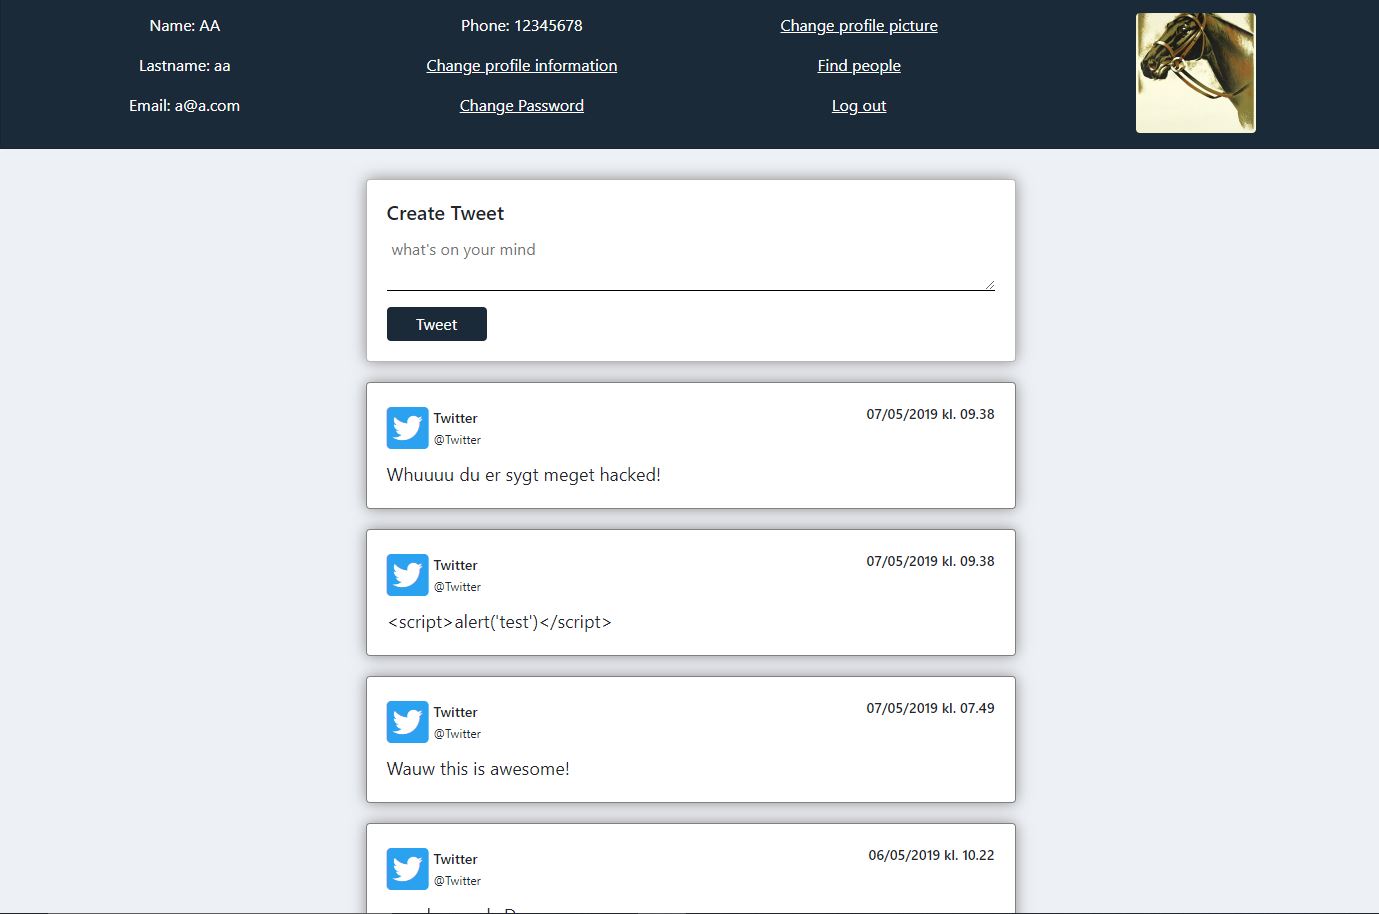 Name: AA
Lastname: aa
Email: a@a.com
Phone: 12345678
Change profile information
Change Password
Change profile picture
Find people
Log out
Create Tweet
what's on your mind
Tweet
Twitter
@Twitter
07/05/2019 kl. 09.38
Whuuuu du er sygt meget hacked!
Twitter
@Twitter
07/05/2019 kl. 09.38
<script>alert('test')</script>
Twitter
@Twitter
07/05/2019 kl. 07.49
Wauw this is awesome!
Twitter
@Twitter
06/05/2019 kl. 10.22